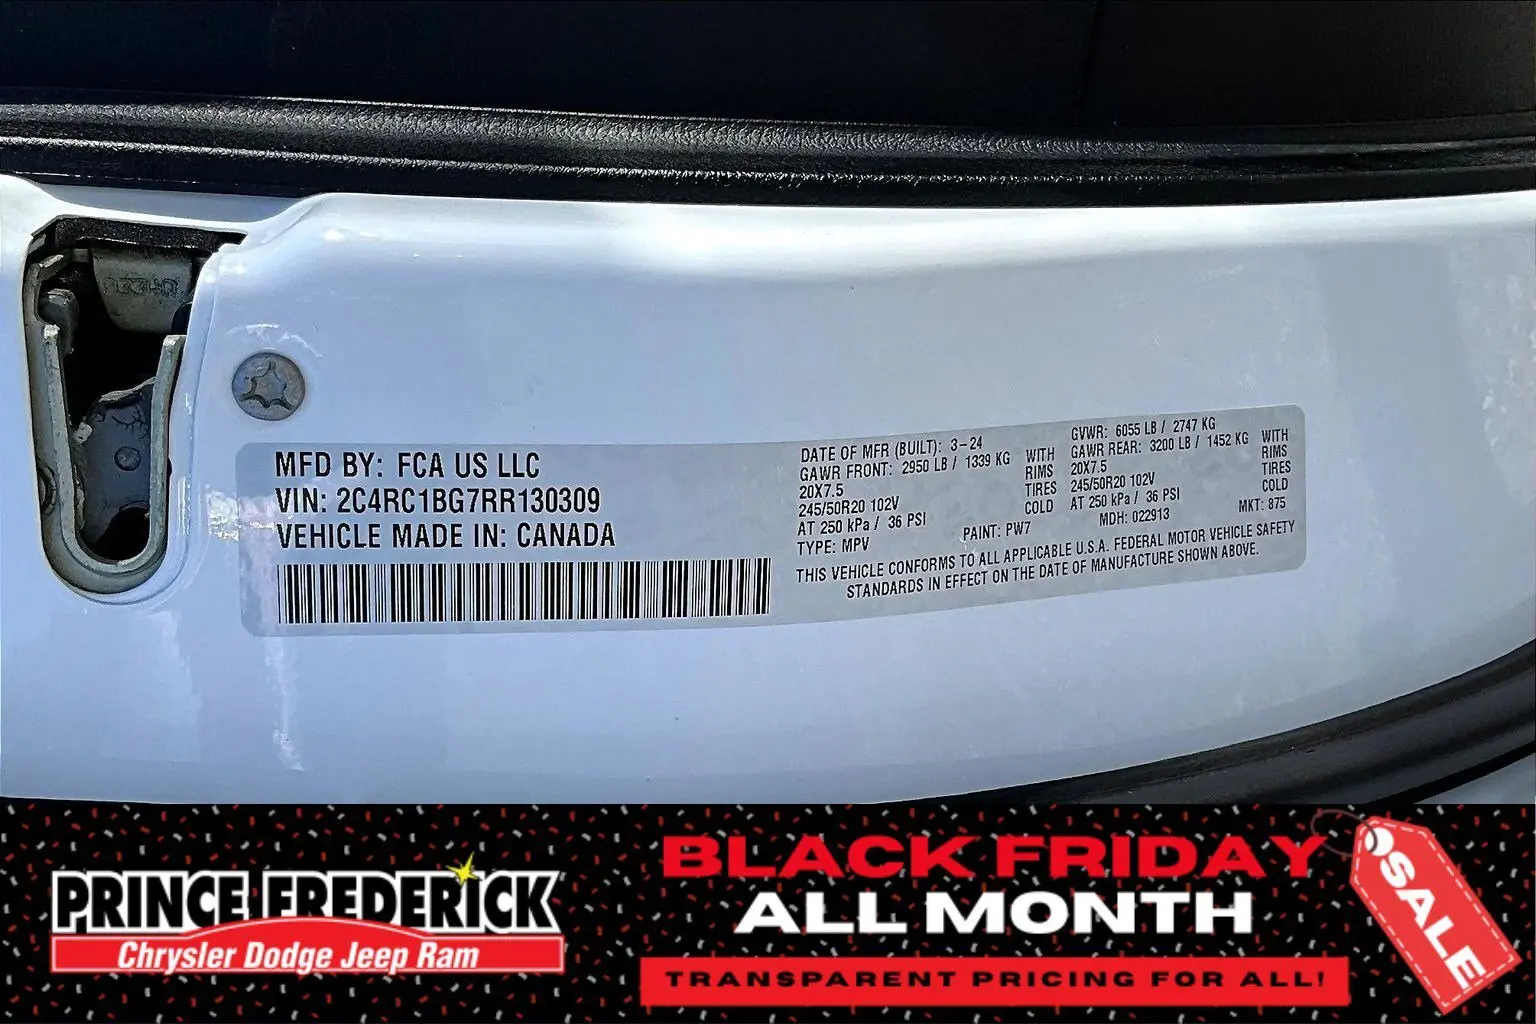 MFD BY: FCA US LLC
VIN: 2C4RC1BG7RR130309
VEHICLE MADE IN: CANADA
DATE OF MFR (BUILT): 3-24
GAWR FRONT: 2950 LB / 1339 KG WITH
20X7.5 RIMS
245/50R20 102V TIRES
AT 250 kPa / 36 PSI COLD
TYPE: MPV PAINT: PW7
GVWR: 6055 LB / 2747 KG
GAWR REAR: 3200 LB / 1452 KG WITH
20X7.5 RIMS
245/50R20 102V TIRES
AT 250 kPa / 36 PSI COLD
MDH: 022913 MKT: 875
THIS VEHICLE CONFORMS TO ALL APPLICABLE U.S.A. FEDERAL MOTOR VEHICLE SAFETY
STANDARDS IN EFFECT ON THE DATE OF MANUFACTURE SHOWN ABOVE.
PRINCE FREDERICK
Chrysler Dodge Jeep Ram
BLACK FRIDAY
ALL MONTH
TRANSPARENT PRICING FOR ALL!
SALE